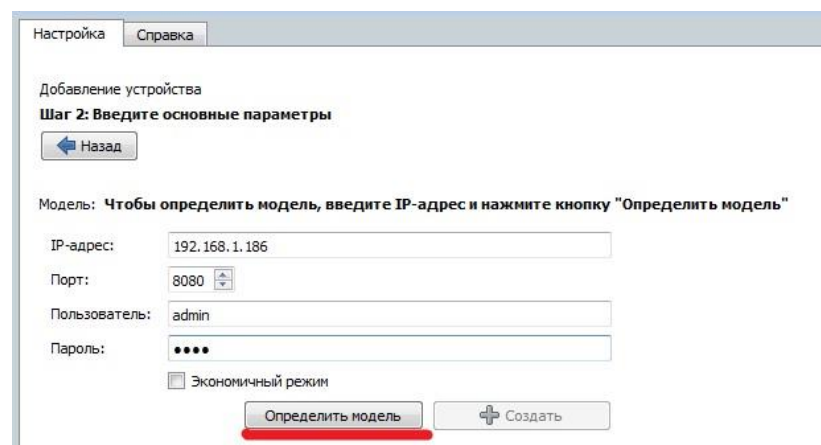 Настройка Справка
Добавление устройства
Шаг 2: Введите основные параметры
Назад
Модель: Чтобы определить модель, введите IP-адрес и нажмите кнопку "Определить модель"
IP-адрес: 192.168.1.186
Порт: 8080
Пользователь: admin
Пароль: ••••
Экономичный режим
Определить модель Создать